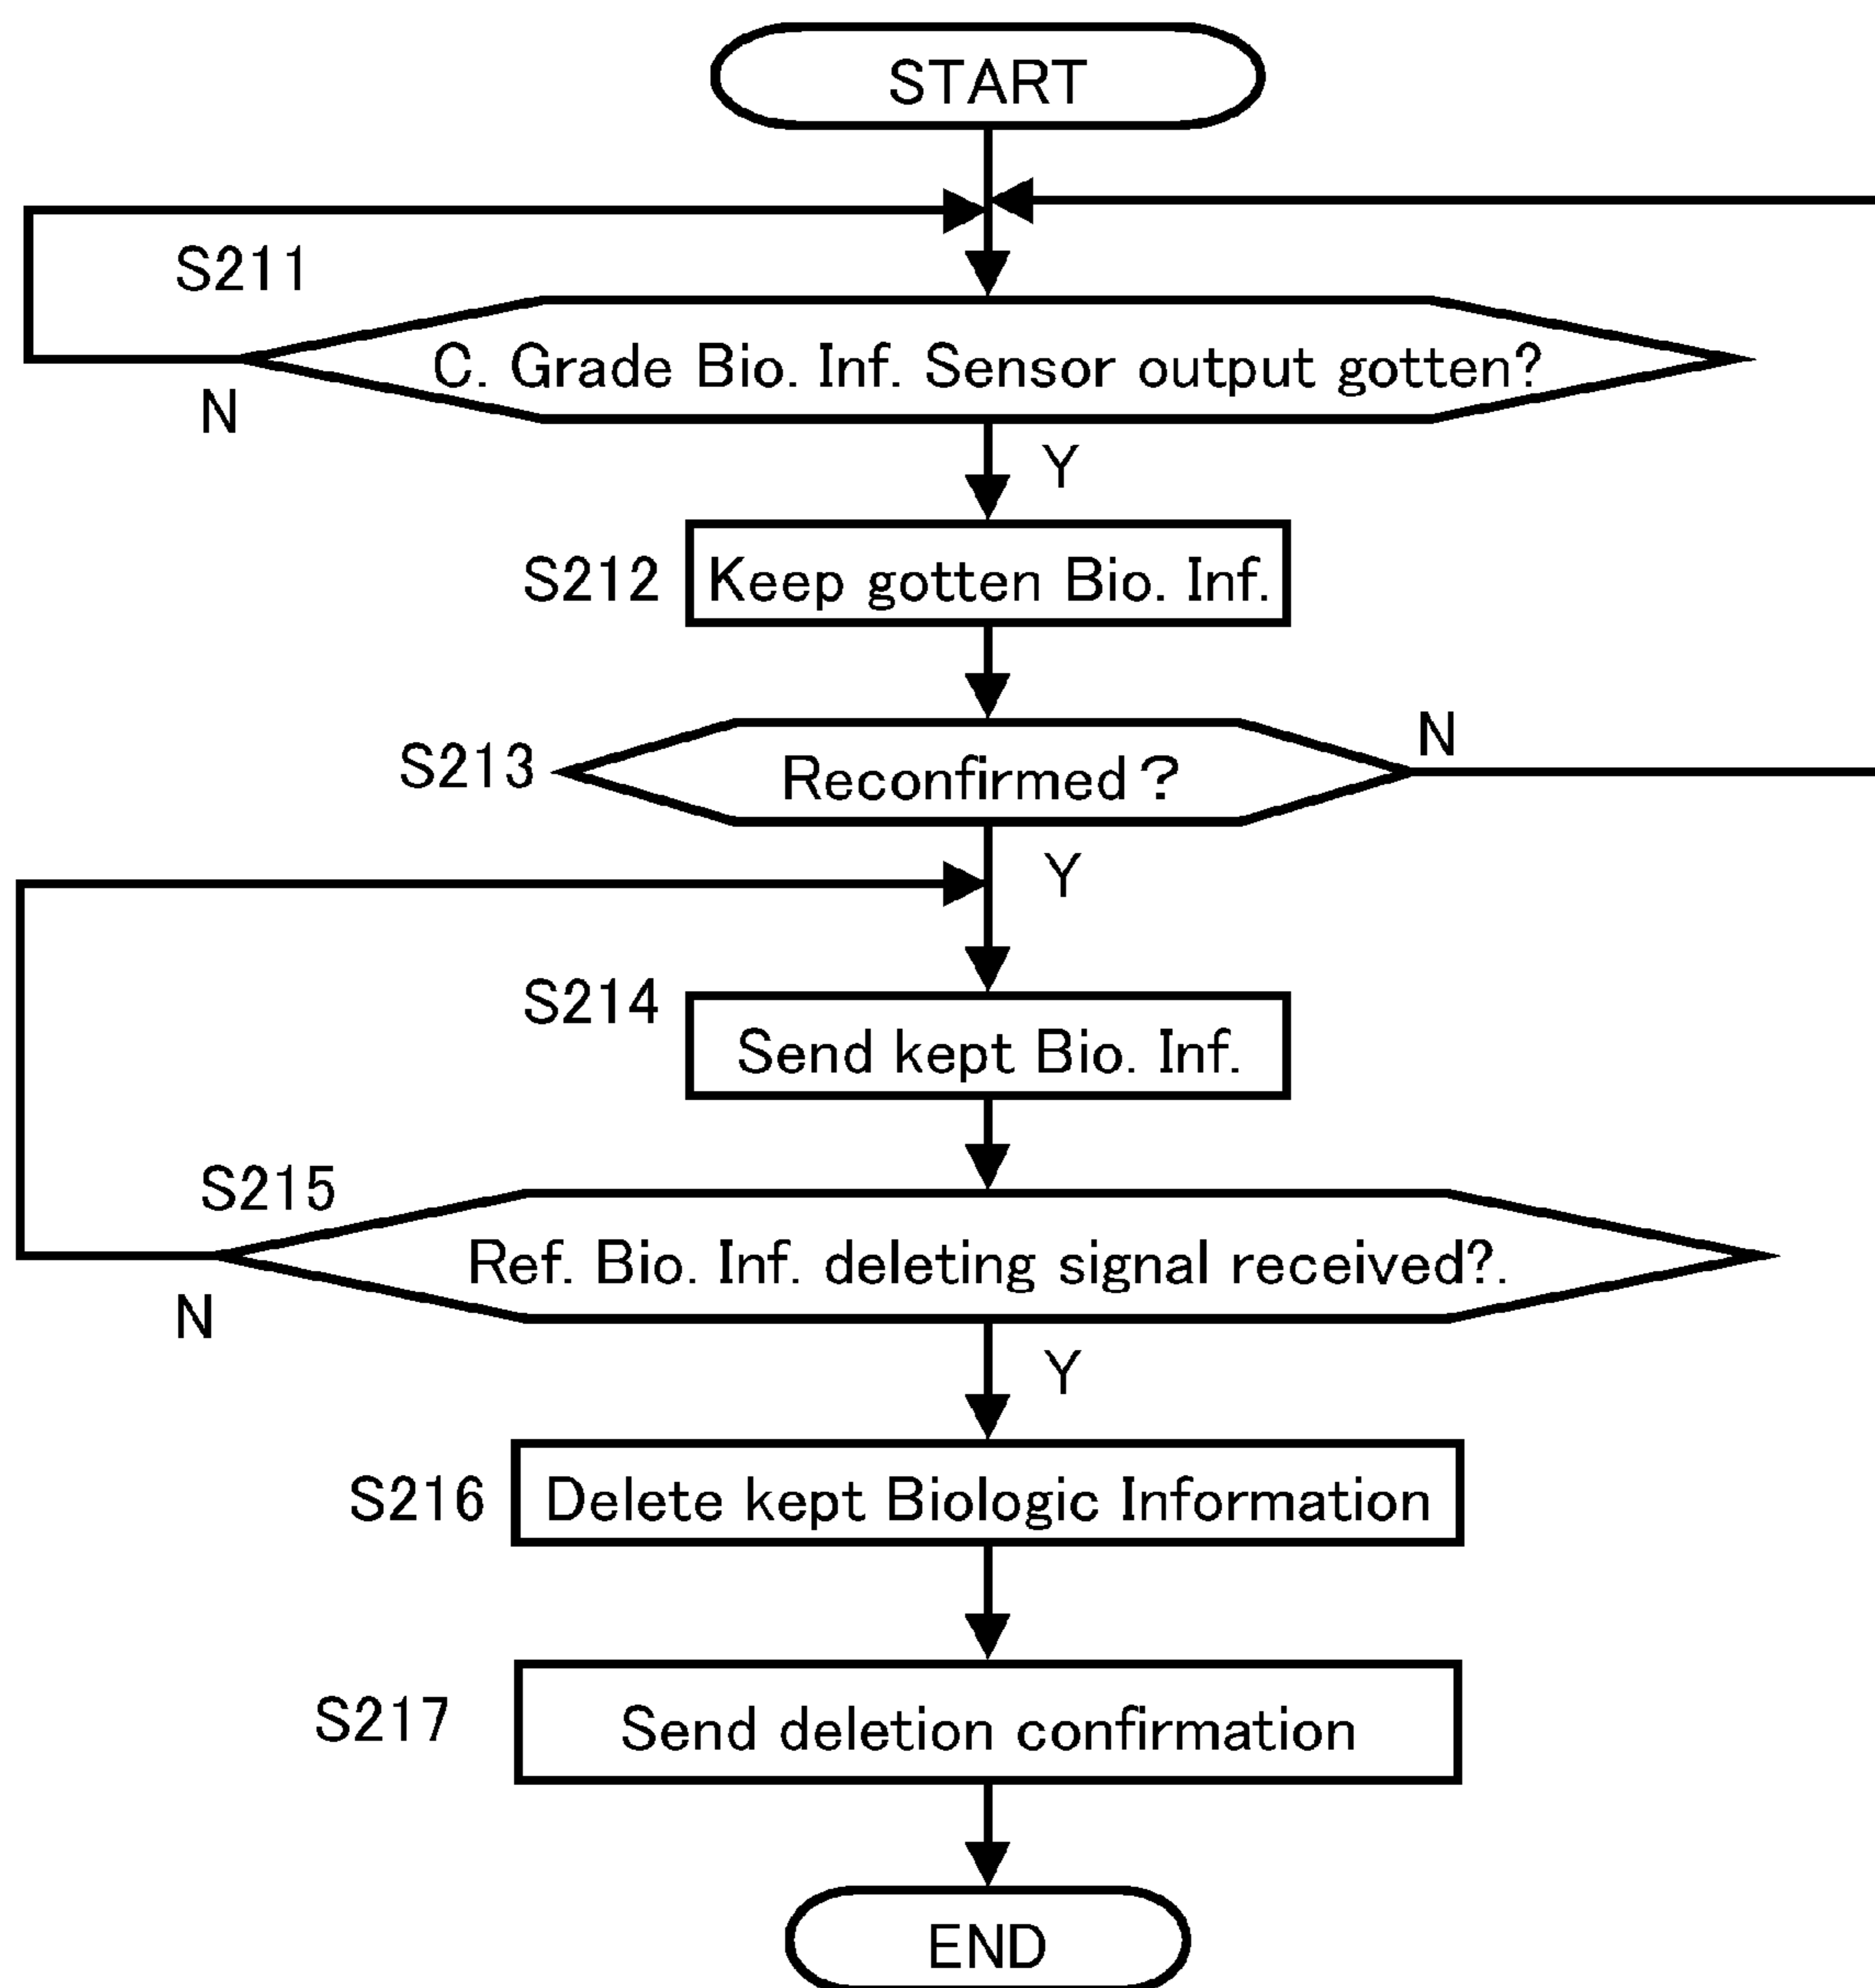 START
S211
C. Grade Bio. Inf. Sensor output gotten?
N
Y
S212
Keep gotten Bio. Inf.
S213
Reconfirmed?
N
Y
S214
Send kept Bio. Inf.
S215
Ref. Bio. Inf. deleting signal received?.
N
Y
S216
Delete kept Biologic Information
S217
Send deletion confirmation
END